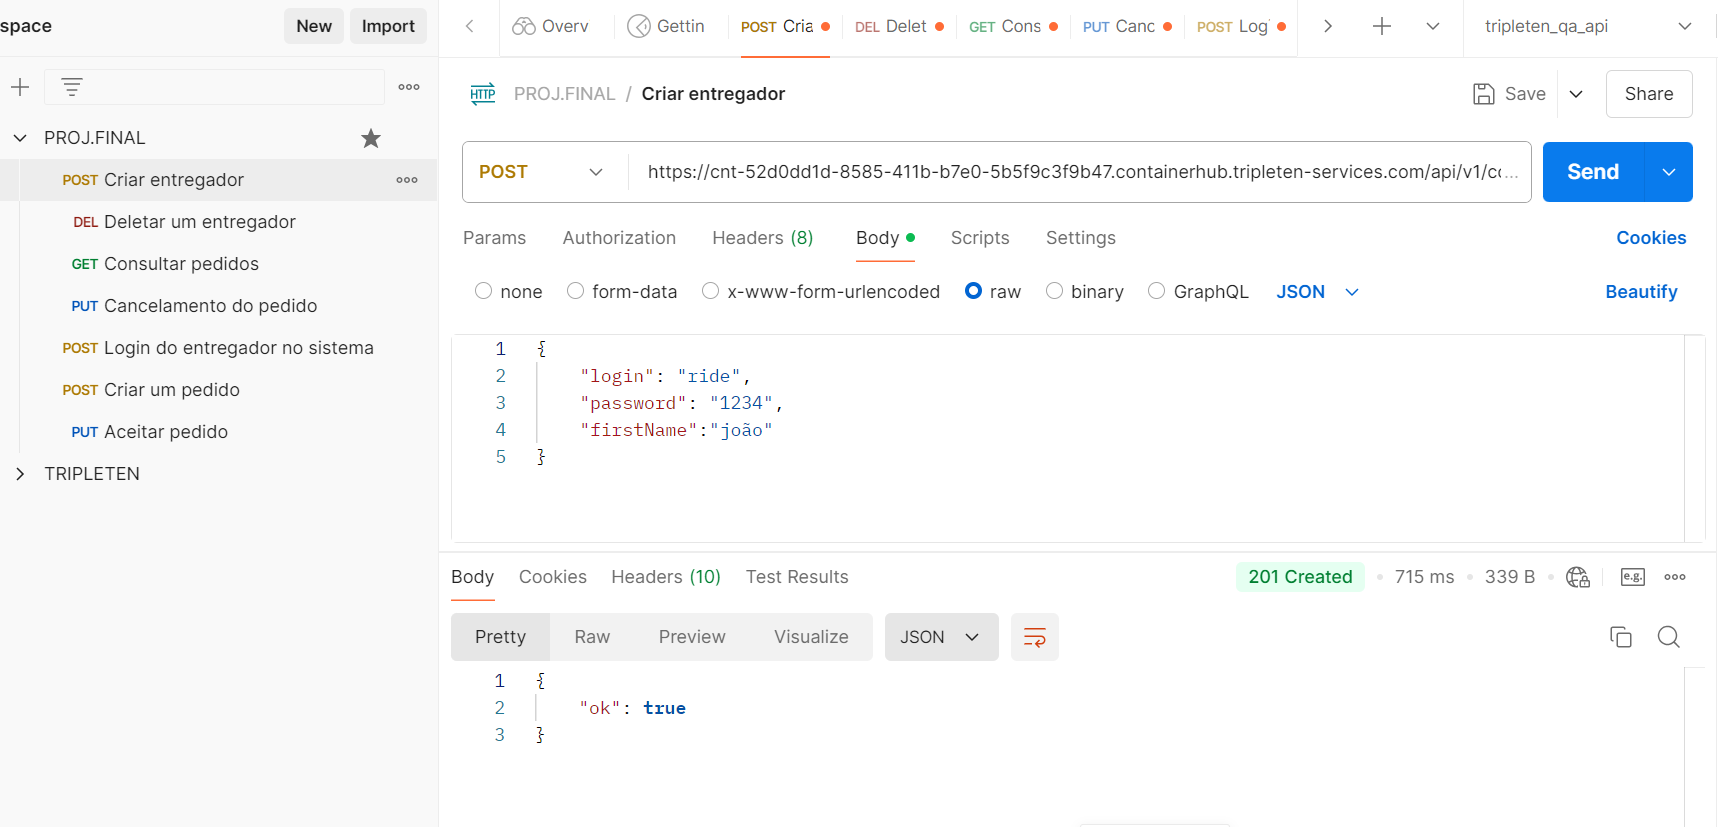 space
New
Import
Overv
Gettin
POST Cria
DEL Delet
GET Cons
PUT Canc
POST Log
tripleten_qa_api
PROJ.FINAL
POST Criar entregador
DEL Deletar um entregador
GET Consultar pedidos
PUT Cancelamento do pedido
POST Login do entregador no sistema
POST Criar um pedido
PUT Aceitar pedido
TRIPLETEN
HTTP PROJ.FINAL / Criar entregador
Save
Share
POST
https://cnt-52d0dd1d-8585-411b-b7e0-5b5f9c3f9b47.containerhub.tripleten-services.com/api/v1/cc...
Send
Params Authorization Headers (8) Body Scripts Settings
Cookies
none form-data x-www-form-urlencoded raw binary GraphQL JSON
Beautify
1 {
2 "login": "ride",
3 "password": "1234",
4 "firstName":"joão"
5 }
Body Cookies Headers (10) Test Results
201 Created 715 ms 339 B e.g.
Pretty Raw Preview Visualize JSON
1 {
2 "ok": true
3 }